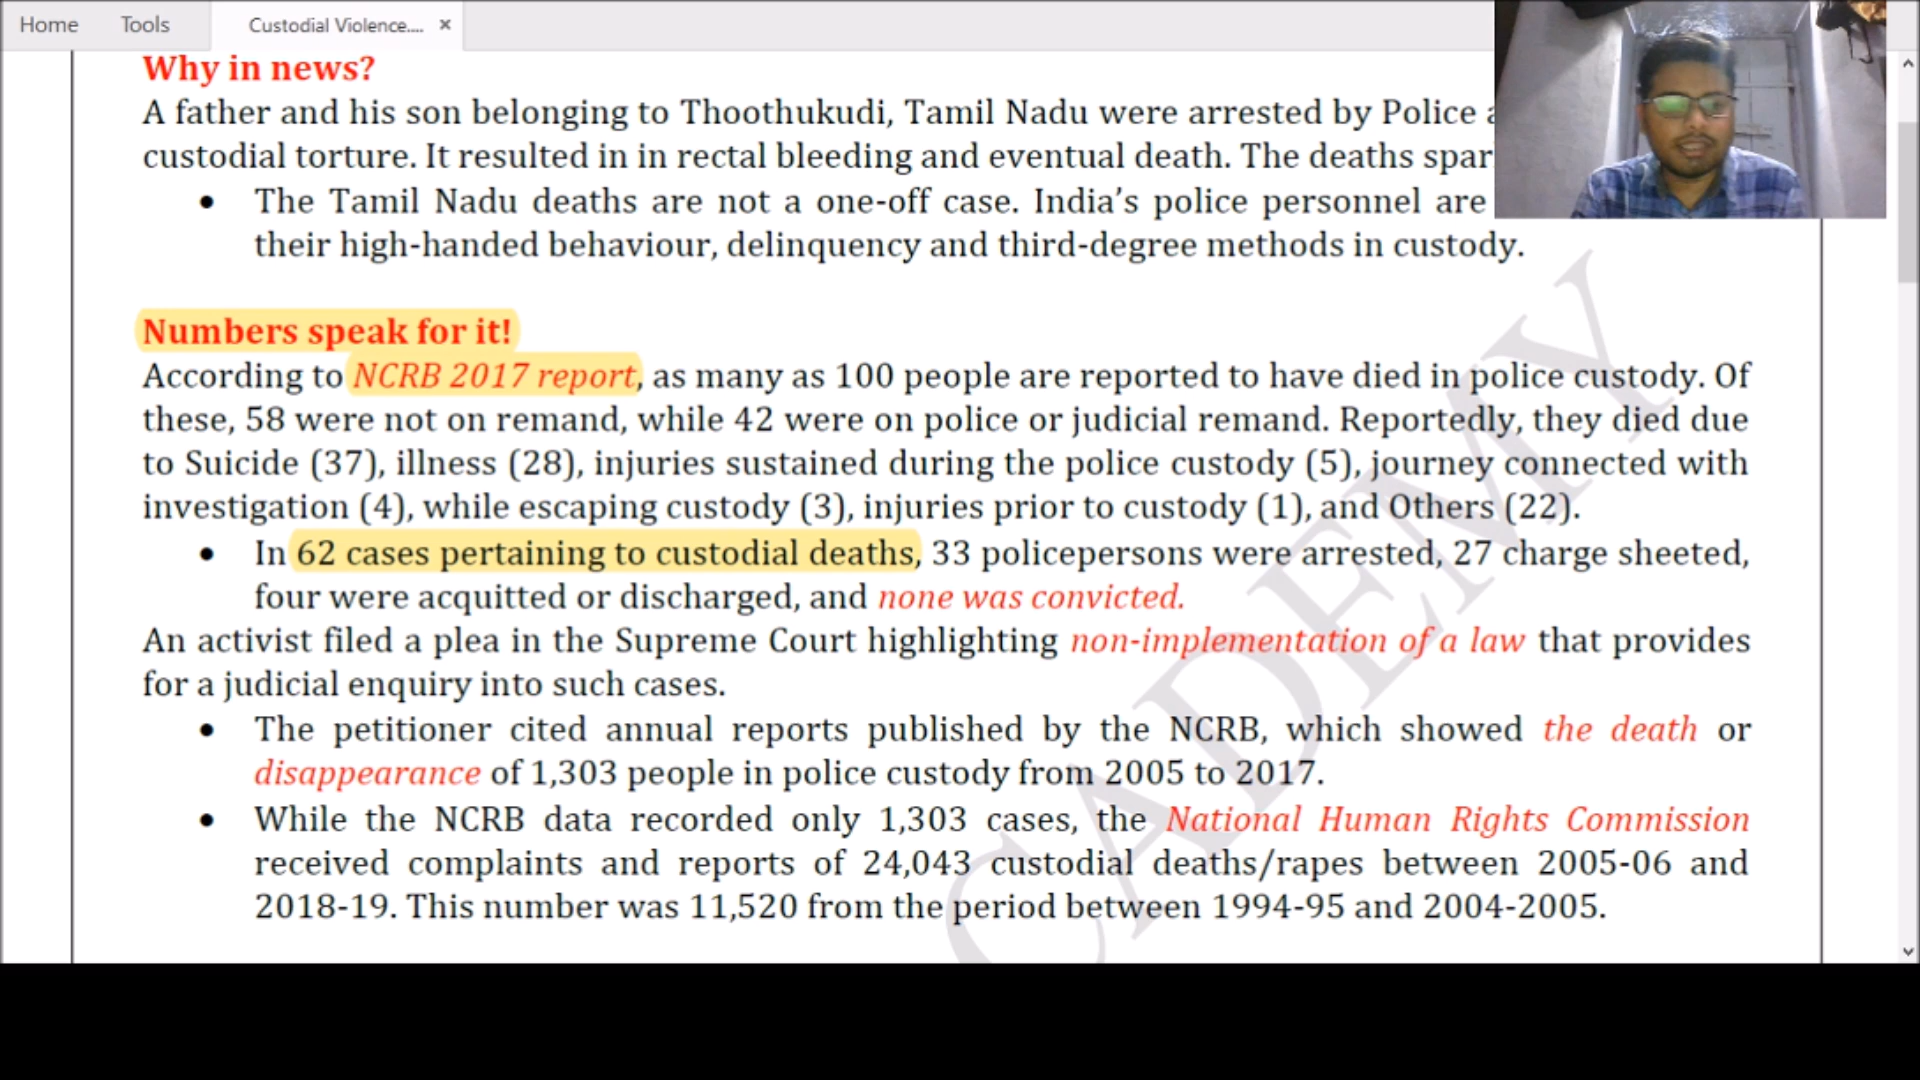 Home Tools Custodial Violence.... ×
Why in news?
A father and his son belonging to Thoothukudi, Tamil Nadu were arrested by Police
custodial torture. It resulted in in rectal bleeding and eventual death. The deaths spar
• The Tamil Nadu deaths are not a one-off case. India's police personnel are
their high-handed behaviour, delinquency and third-degree methods in custody.
Numbers speak for it!
According to NCRB 2017 report, as many as 100 people are reported to have died in police custody. Of
these, 58 were not on remand, while 42 were on police or judicial remand. Reportedly, they died due
to Suicide (37), illness (28), injuries sustained during the police custody (5), journey connected with
investigation (4), while escaping custody (3), injuries prior to custody (1), and Others (22).
• In 62 cases pertaining to custodial deaths, 33 policepersons were arrested, 27 charge sheeted,
four were acquitted or discharged, and none was convicted.
An activist filed a plea in the Supreme Court highlighting non-implementation of a law that provides
for a judicial enquiry into such cases.
• The petitioner cited annual reports published by the NCRB, which showed the death or
disappearance of 1,303 people in police custody from 2005 to 2017.
• While the NCRB data recorded only 1,303 cases, the National Human Rights Commission
received complaints and reports of 24,043 custodial deaths/rapes between 2005-06 and
2018-19. This number was 11,520 from the period between 1994-95 and 2004-2005.
CADEMY